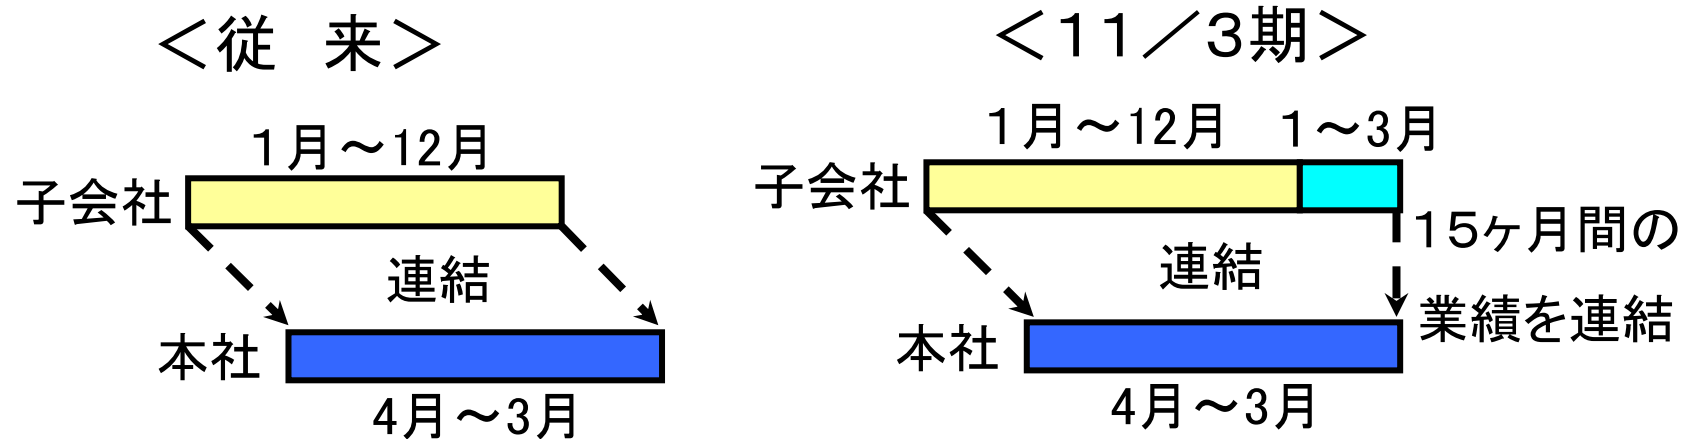 ＜従　来＞
1月～12月
子会社
連結
本社
4月～3月
＜11／3期＞
1月～12月
1～3月
子会社
連結
15ヶ月間の
業績を連結
本社
4月～3月